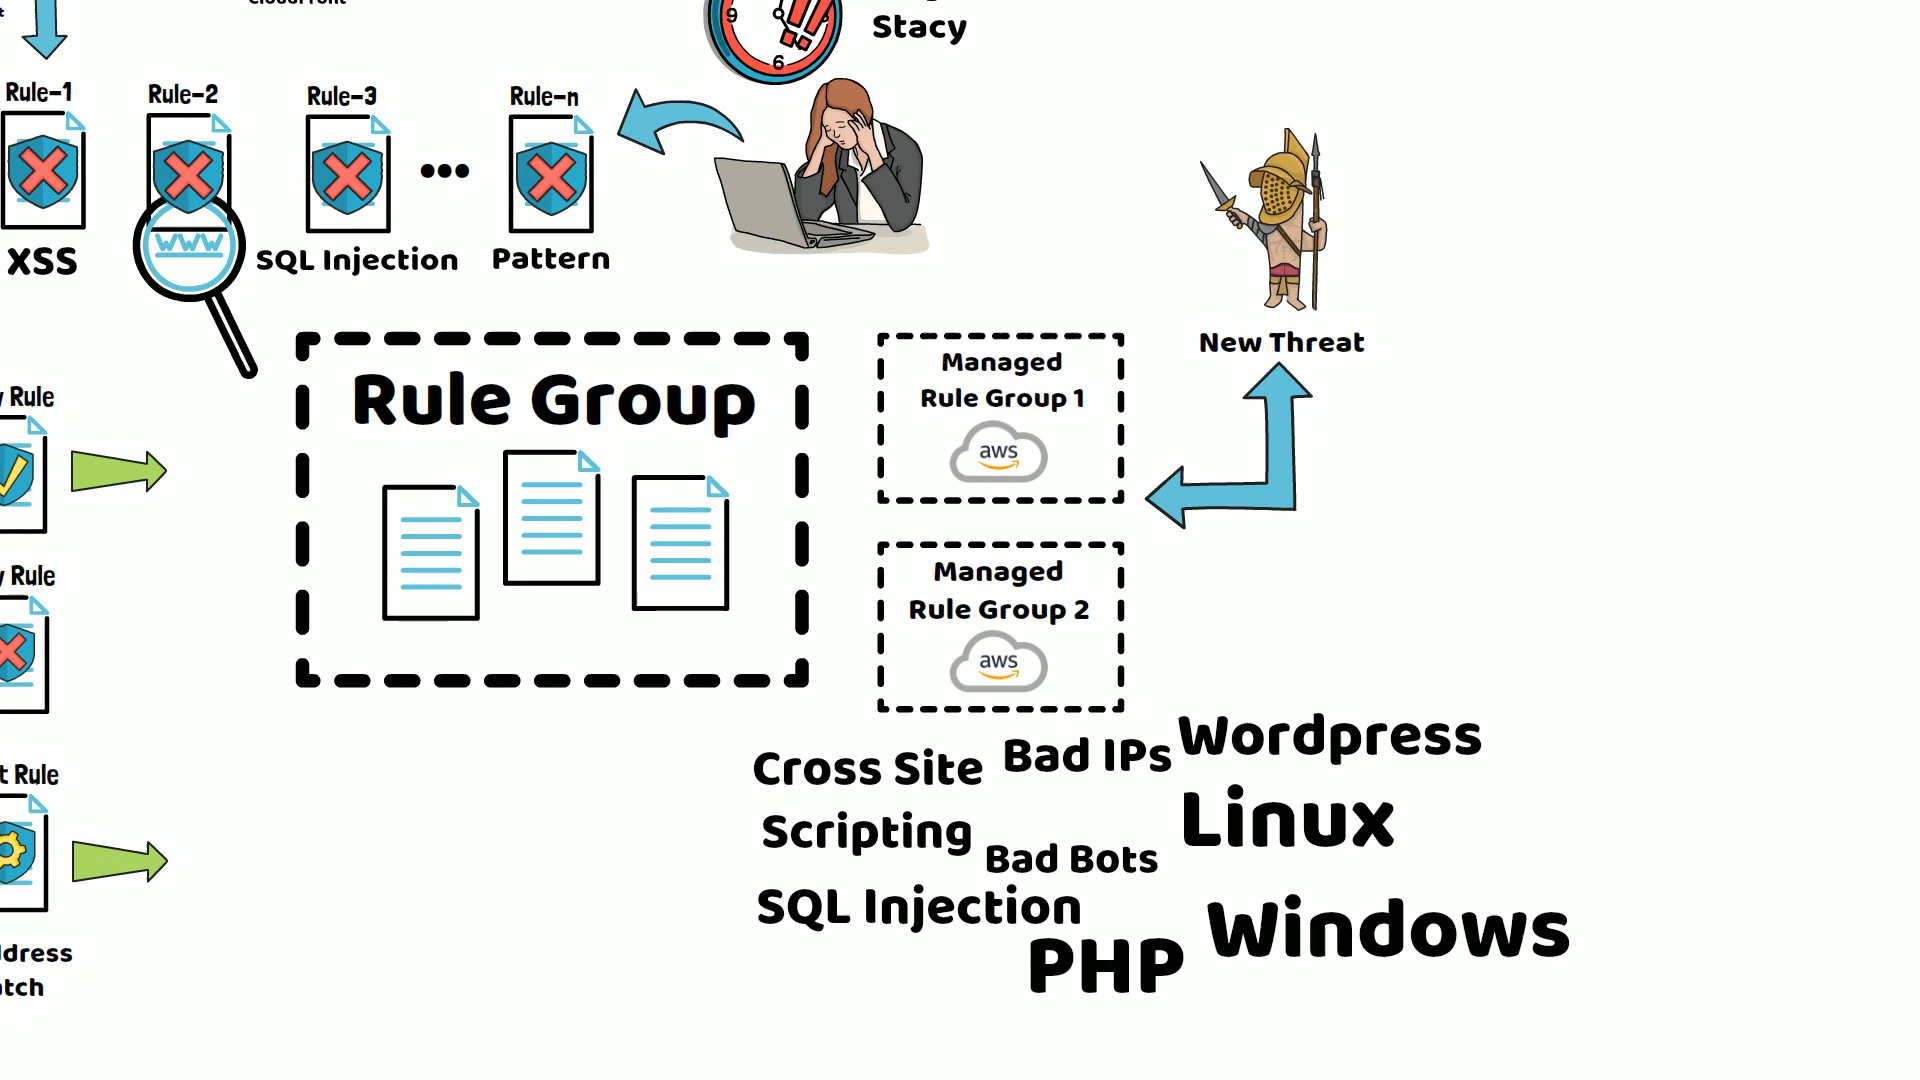 Stacy
9
6
Rule-1
Rule-2
Rule-3
Rule-n
WWW
XSS
SQL Injection
Pattern
New Threat
Rule Group
Managed
Rule Group 1
aws
Managed
Rule Group 2
aws
Rule
Rule
Rule
Cross Site
Scripting
SQL Injection
Bad IPs
Bad Bots
PHP
Wordpress
Linux
Windows